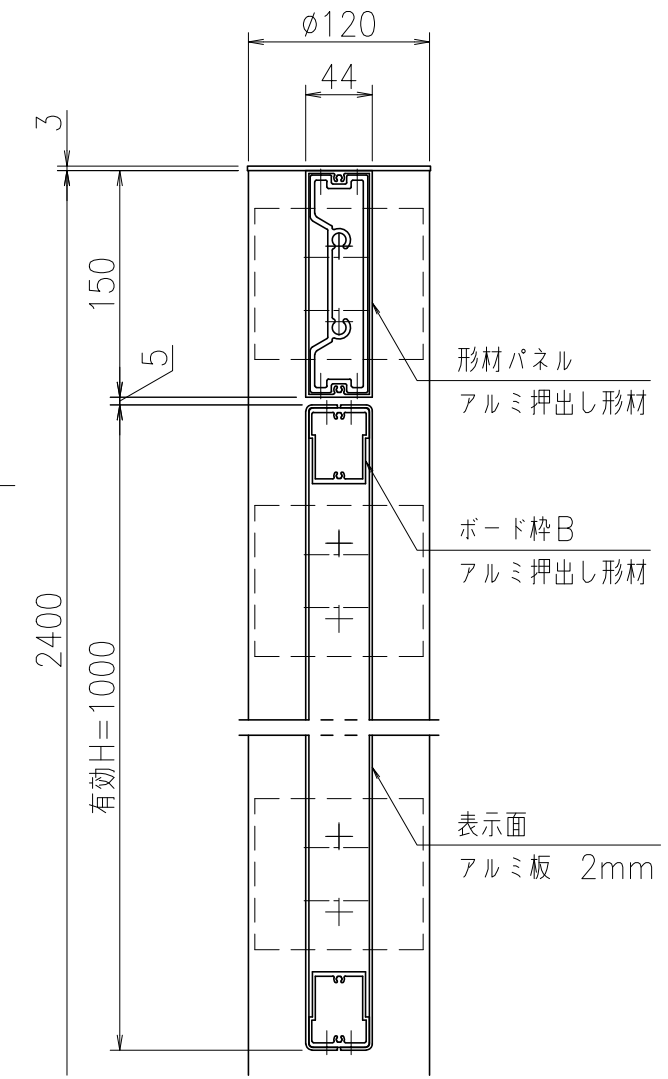 ø120
44
3
150
5
形材パネル
アルミ押出し形材
ボード枠B
アルミ押出し形材
2400
有効H=1000
表示面
アルミ板 2mm